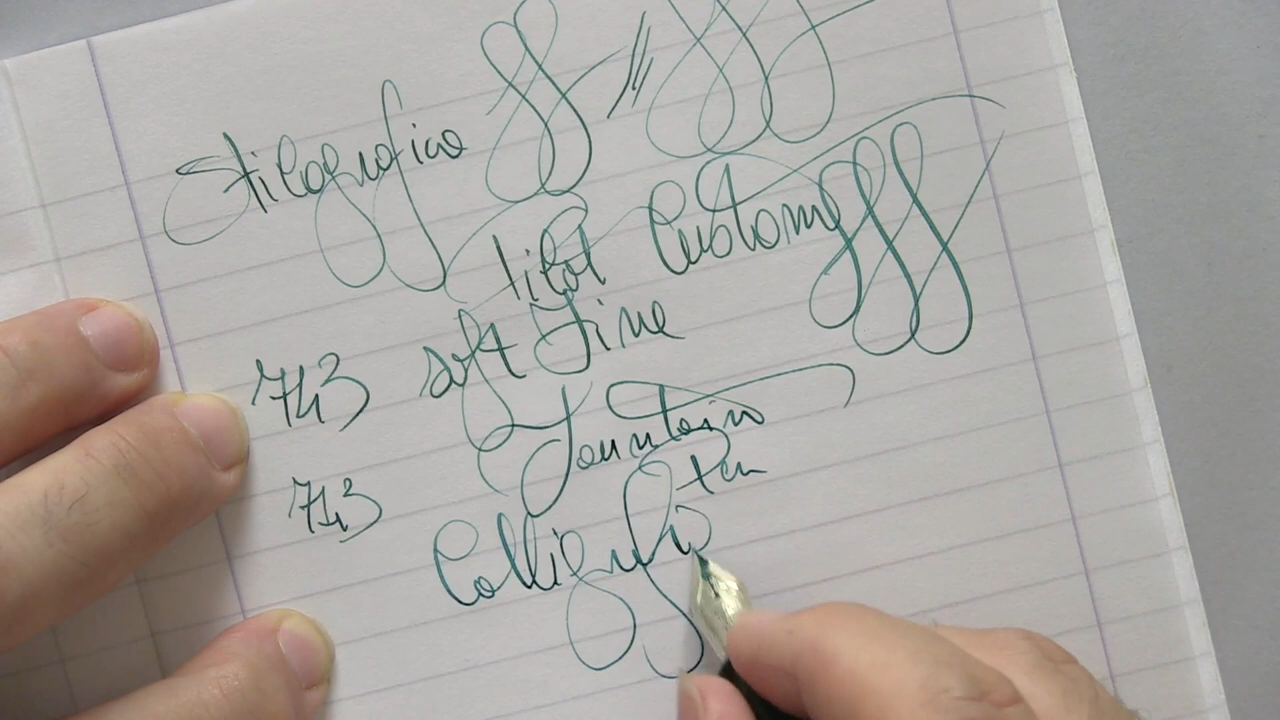 Stilografica
Pilot Custom
743 soft Fine
Fountain
Pen
743
Calligrafia